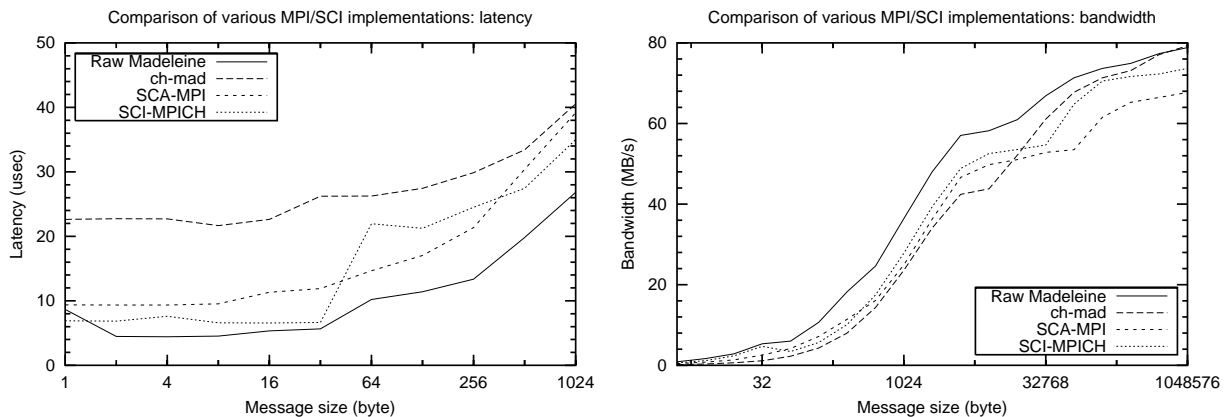 Comparison of various MPI/SCI implementations: latency
50
40
30
20
10
0
Latency (usec)
Raw Madeleine
ch-mad
SCA-MPI
SCI-MPICH
1 4 16 64 256 1024
Message size (byte)
Comparison of various MPI/SCI implementations: bandwidth
80
60
40
20
0
Bandwidth (MB/s)
Raw Madeleine
ch-mad
SCA-MPI
SCI-MPICH
32 1024 32768 1048576
Message size (byte)